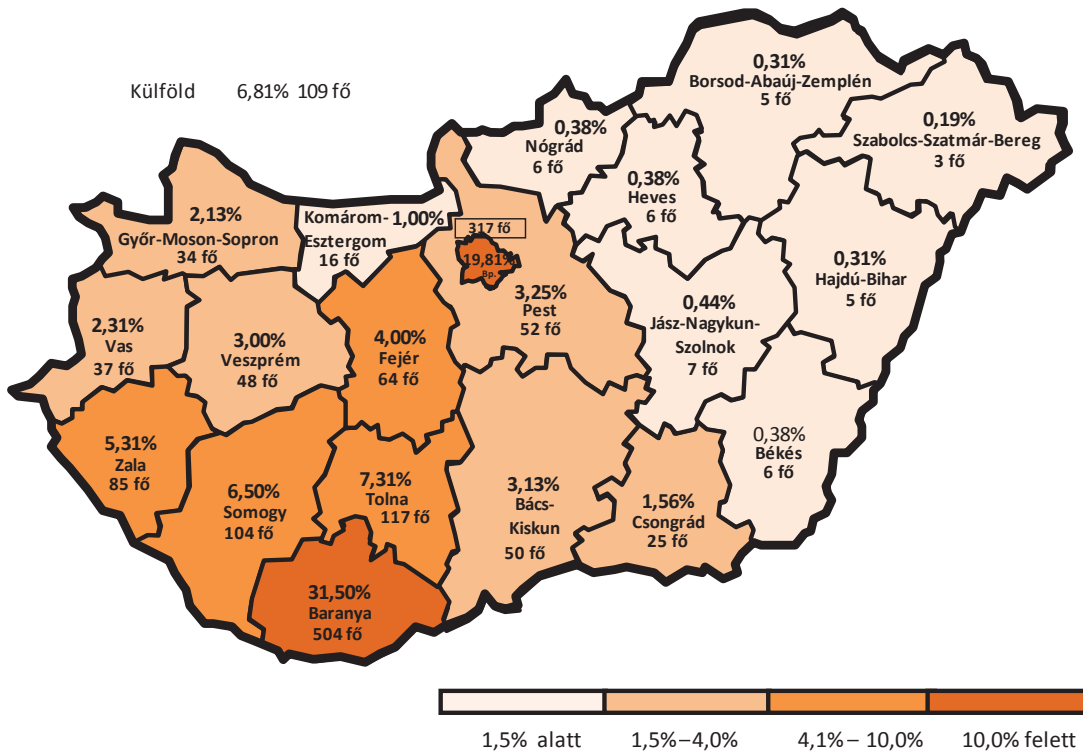 Külföld 6,81% 109 fő
0,31%
Borsod-Abaúj-Zemplén
5 fő
0,38%
Nógrád
6 fő
0,19%
Szabolcs-Szatmár-Bereg
3 fő
0,38%
Heves
6 fő
2,13%
Győr-Moson-Sopron
34 fő
Komárom- 1,00%
Esztergom
16 fő
317 fő
19,81%
Bp.
3,25%
Pest
52 fő
0,31%
Hajdú-Bihar
5 fő
0,44%
Jász-Nagykun-
Szolnok
7 fő
2,31%
Vas
37 fő
3,00%
Veszprém
48 fő
4,00%
Fejér
64 fő
5,31%
Zala
85 fő
6,50%
Somogy
104 fő
7,31%
Tolna
117 fő
3,13%
Bács-
Kiskun
50 fő
1,56%
Csongrád
25 fő
0,38%
Békés
6 fő
31,50%
Baranya
504 fő
1,5% alatt 1,5%–4,0% 4,1%– 10,0% 10,0% felett